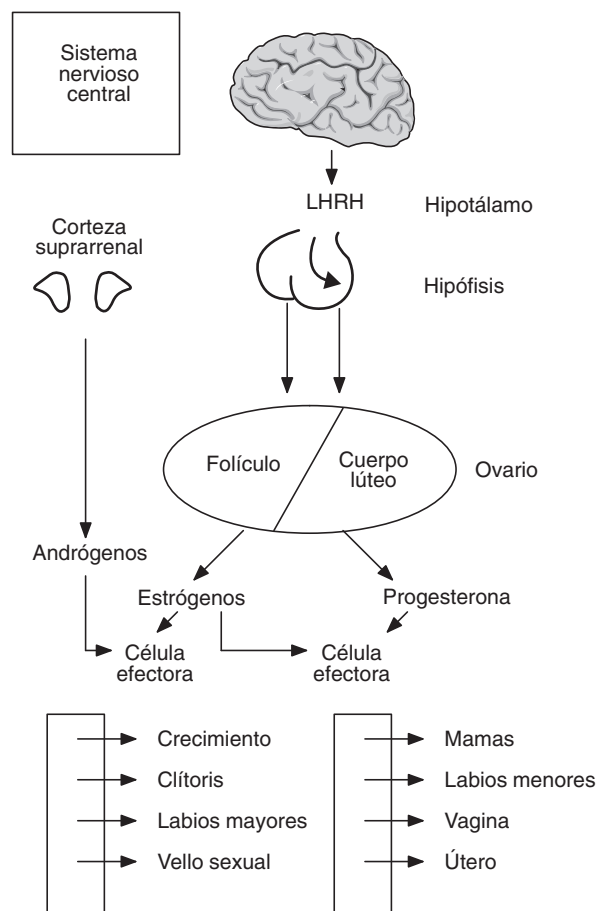 Sistema
nervioso
central
LHRH
Hipotálamo
Corteza
suprarrenal
Hipófisis
Folículo
Cuerpo
lúteo
Ovario
Andrógenos
Estrógenos
Progesterona
Célula
efectora
Célula
efectora
Crecimiento
Clítoris
Labios mayores
Vello sexual
Mamas
Labios menores
Vagina
Útero